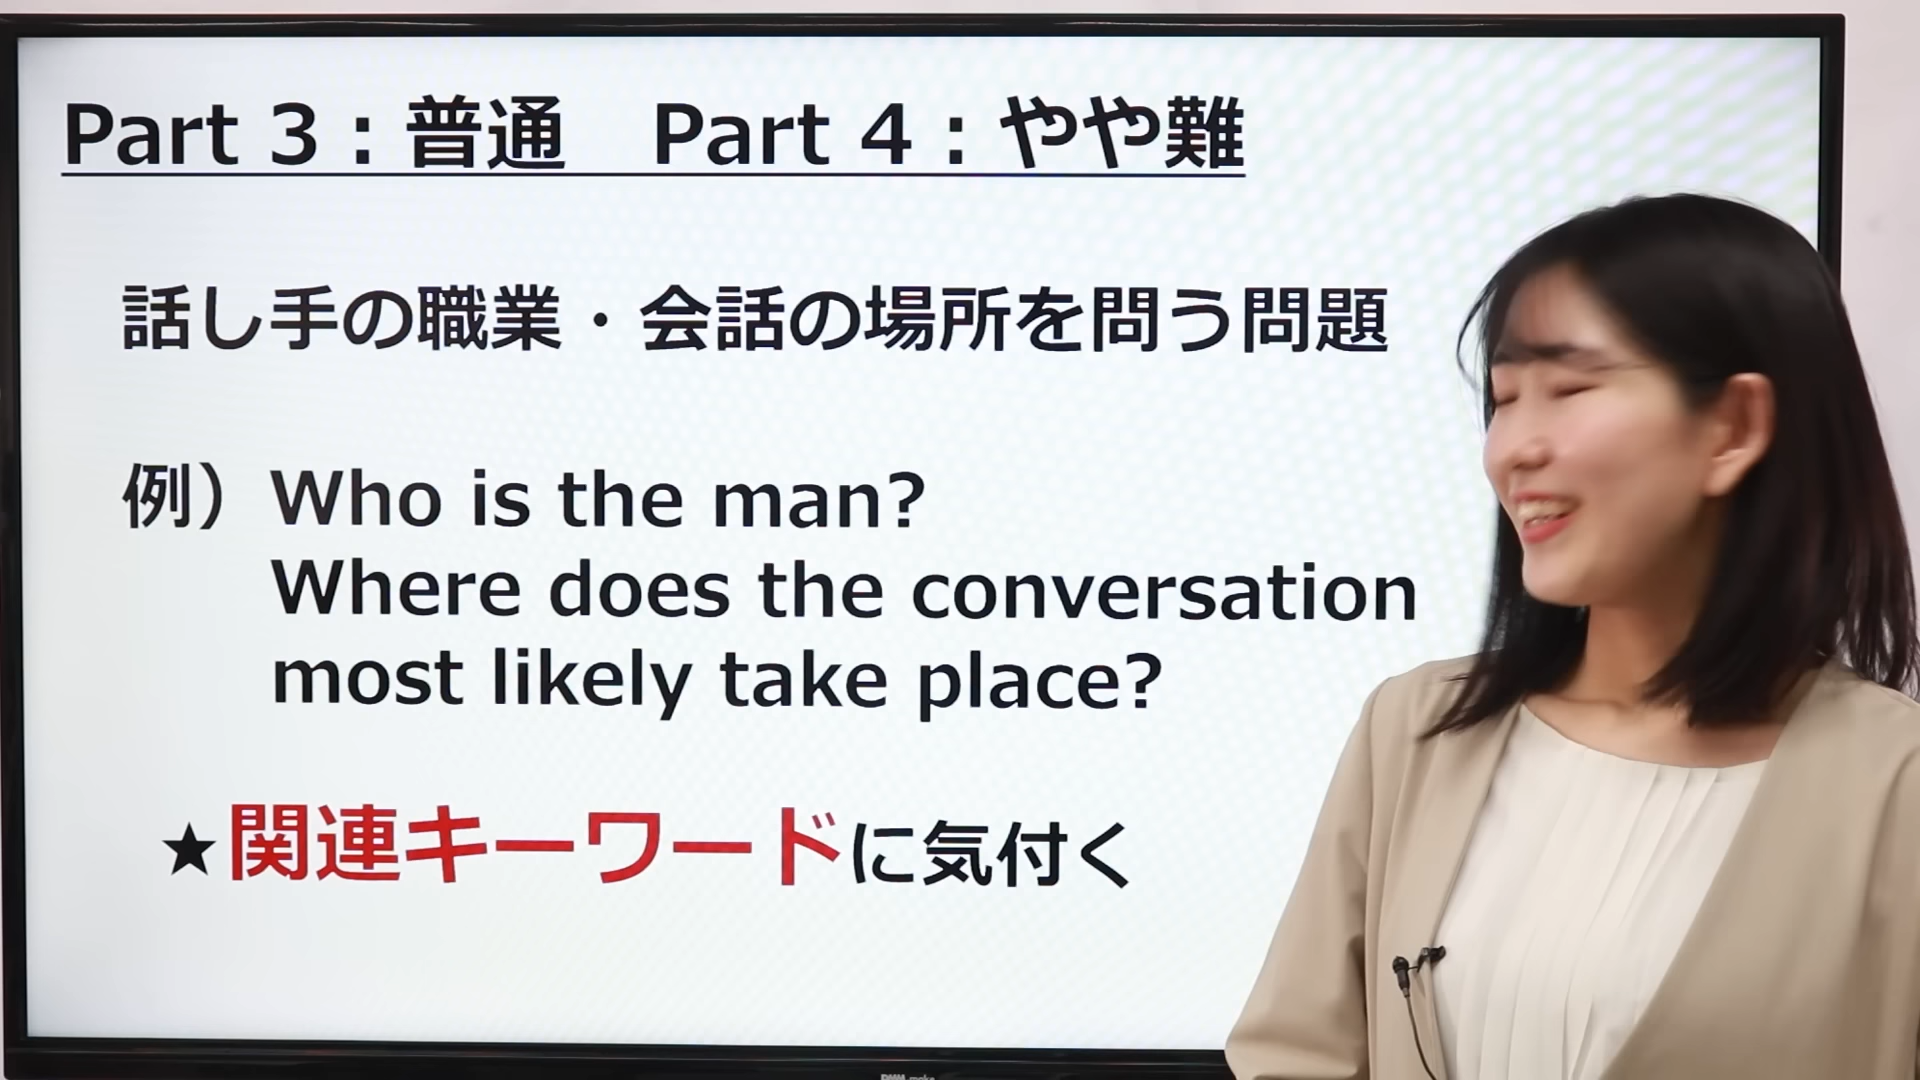 Part 3：普通　Part 4：やや難
話し手の職業・会話の場所を問う問題
例）Who is the man?
Where does the conversation
most likely take place?
★関連キーワードに気付く
DMM make